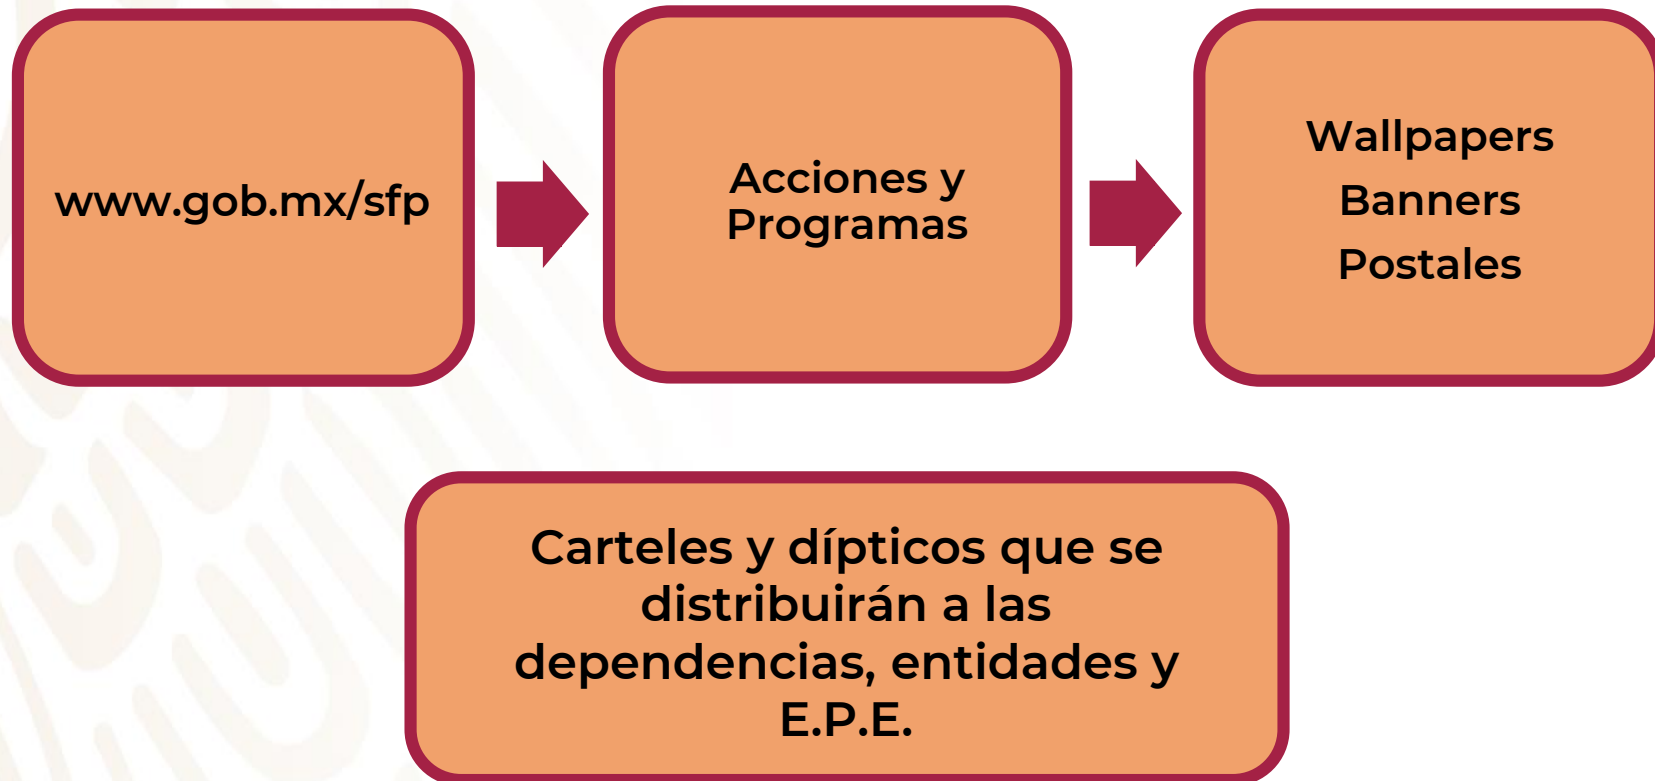 www.gob.mx/sfp
Acciones y
Programas
Wallpapers
Banners
Postales
Carteles y dípticos que se
distribuirán a las
dependencias, entidades y
E.P.E.